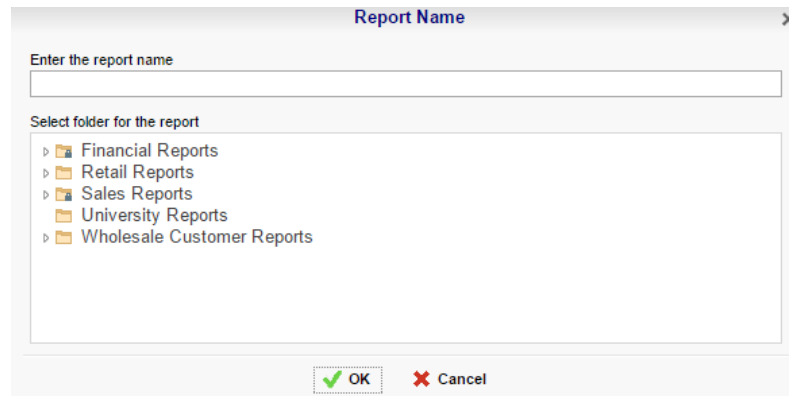 Report Name
Enter the report name
Select folder for the report
Financial Reports
Retail Reports
Sales Reports
University Reports
Wholesale Customer Reports
OK Cancel